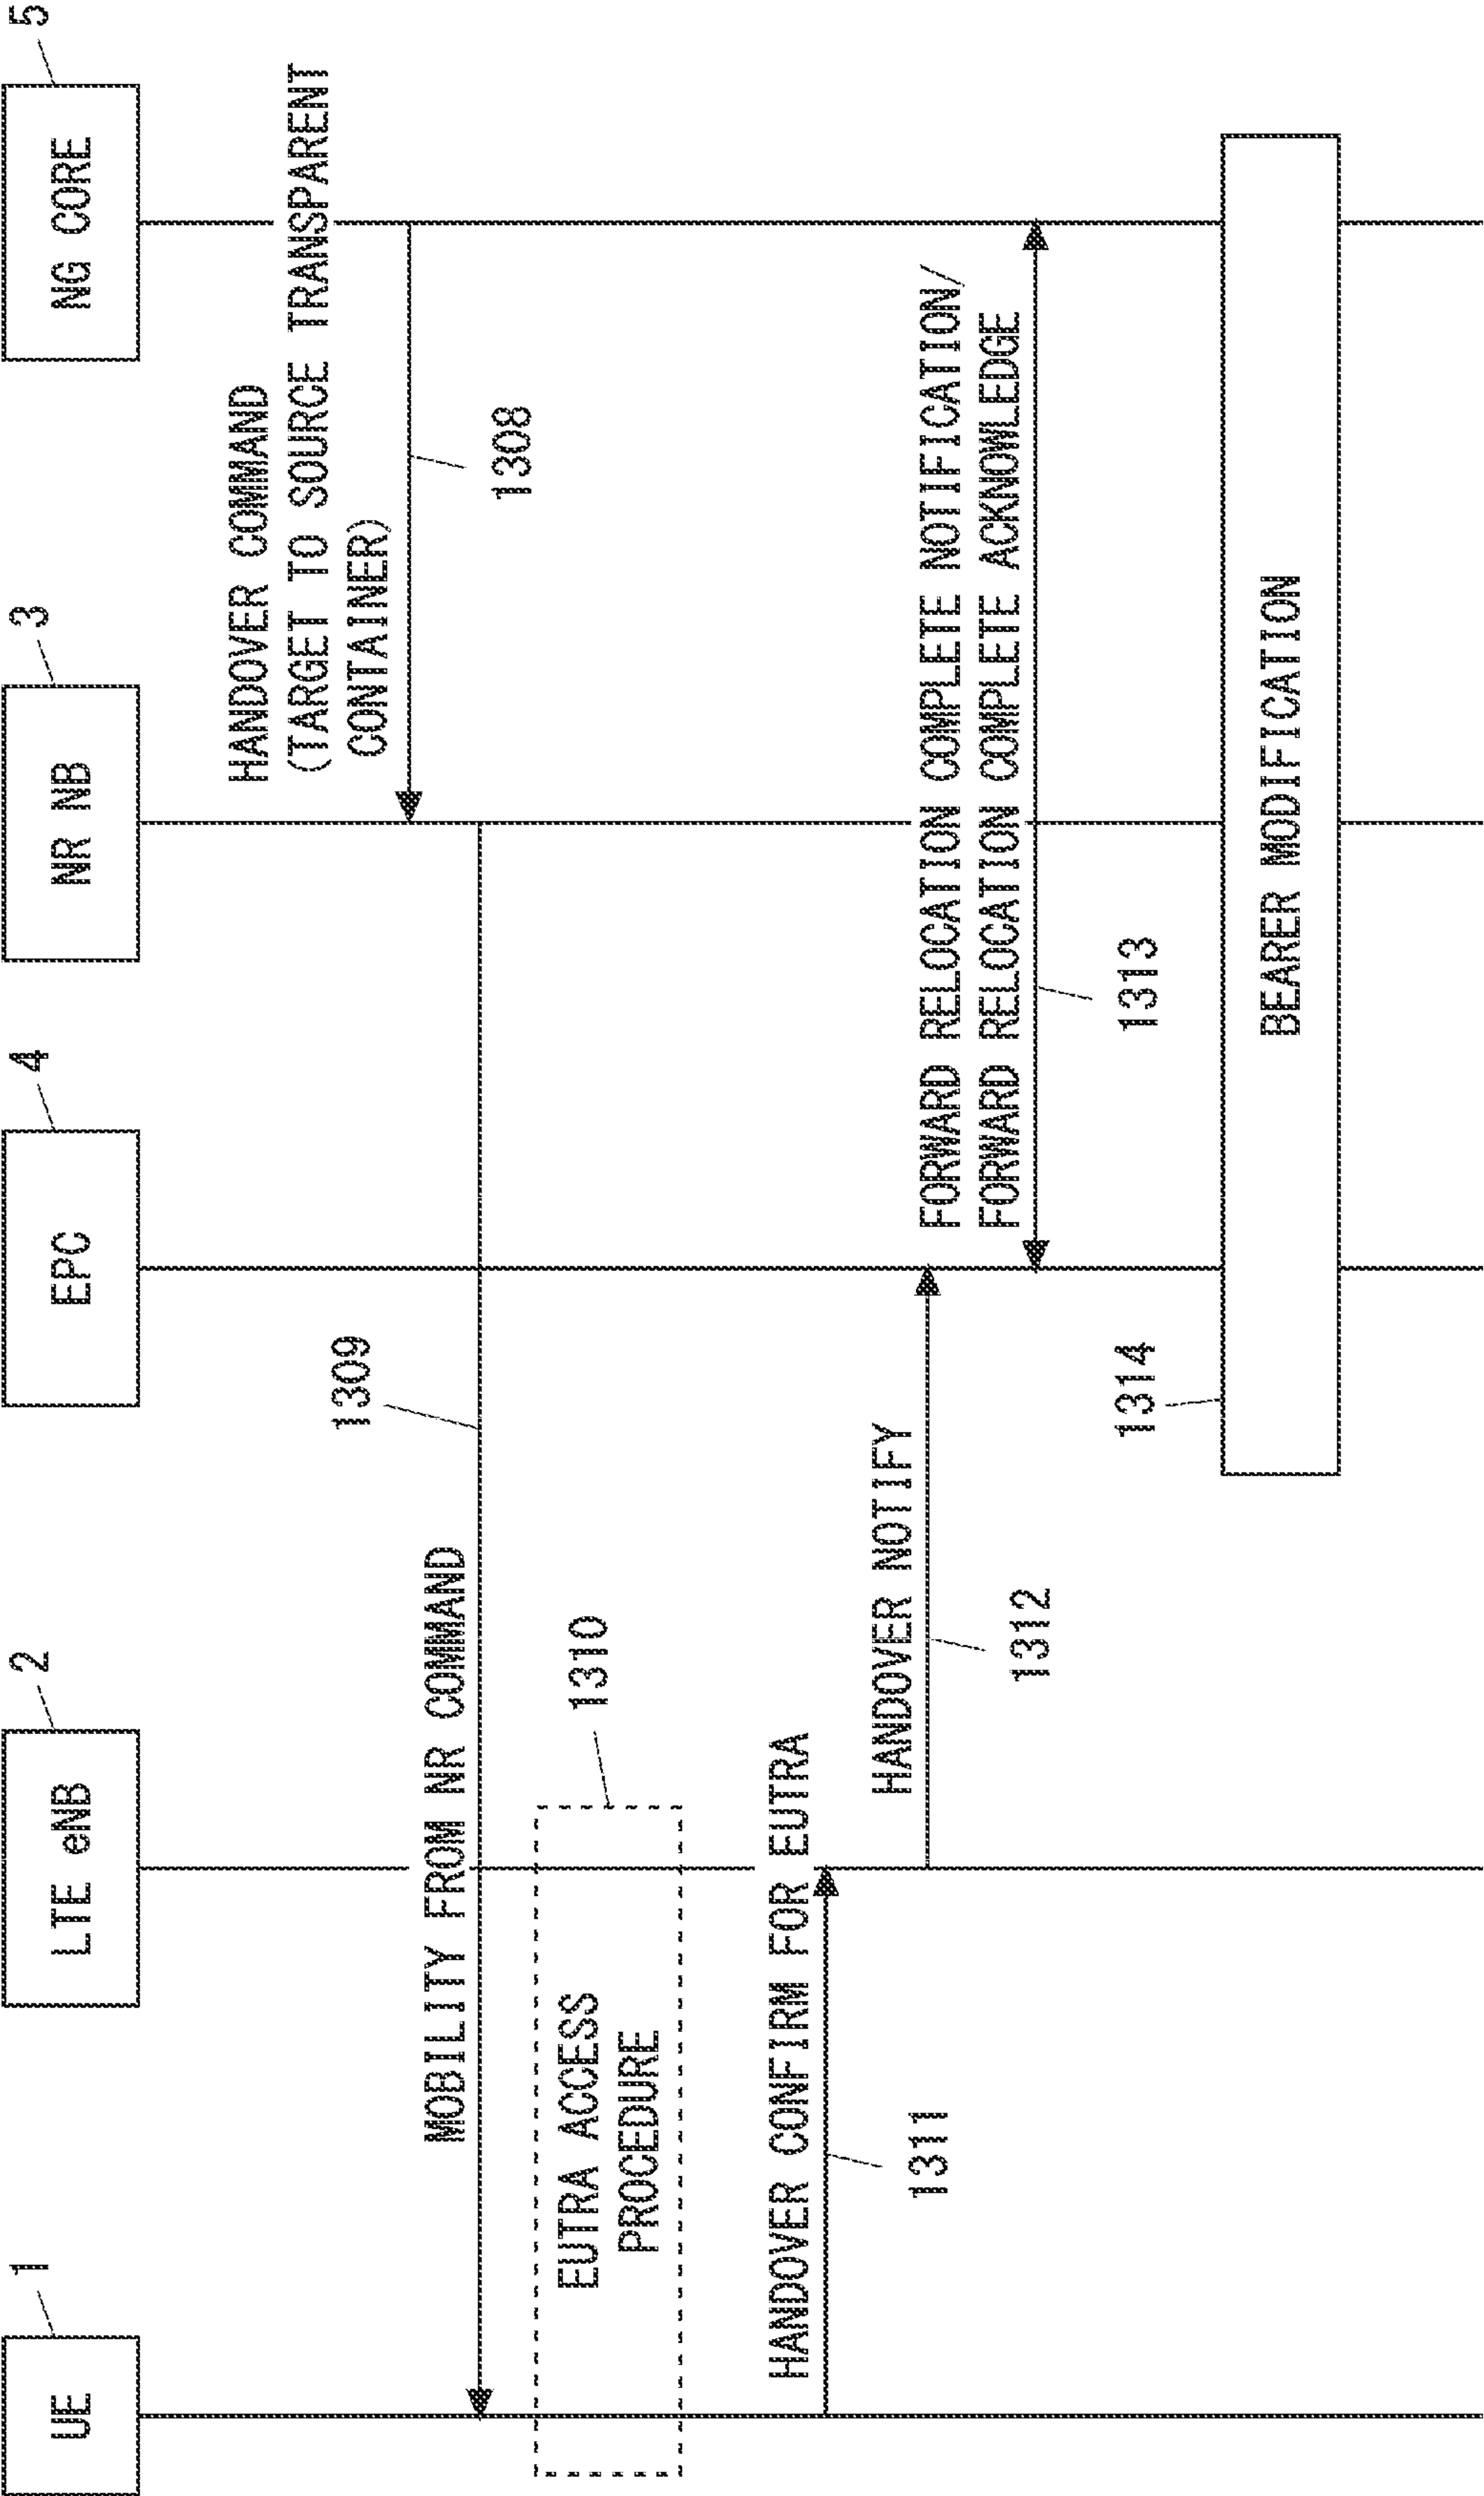 UE
1
LTE eNB
2
EPC
4
NR NB
3
NG CORE
5
HANDOVER COMMAND
(TARGET TO SOURCE TRANSPARENT
CONTAINER)
1308
1309
MOBILITY FROM NR COMMAND
EUTRA ACCESS
PROCEDURE
1310
HANDOVER CONFIRM FOR EUTRA
1311
HANDOVER NOTIFY
1312
FORWARD RELOCATION COMPLETE NOTIFICATION/
FORWARD RELOCATION COMPLETE ACKNOWLEDGE
1313
1314
BEARER MODIFICATION